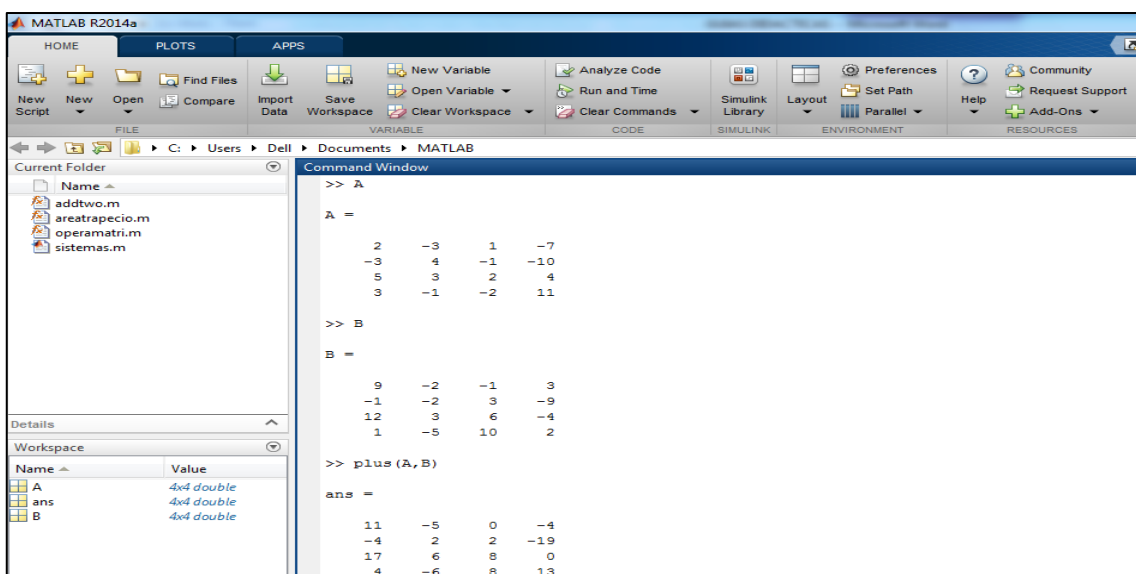 MATLAB R2014a
HOME PLOTS APPS
New Script
New
Open
Find Files
Compare
Import Data
Save Workspace
New Variable
Open Variable
Clear Workspace
Analyze Code
Run and Time
Clear Commands
Simulink Library
Layout
Preferences
Set Path
Parallel
Help
Community
Request Support
Add-Ons
FILE VARIABLE CODE SIMULINK ENVIRONMENT RESOURCES
C: Users Dell Documents MATLAB
Current Folder
Name
addtwo.m
areatrapecio.m
operamatri.m
sistemas.m
Details
Workspace
Name Value
A 4x4 double
ans 4x4 double
B 4x4 double
Command Window
>> A
A =
2 -3 1 -7
-3 4 -1 -10
5 3 2 4
3 -1 -2 11
>> B
B =
9 -2 -1 3
-1 -2 3 -9
12 3 6 -4
1 -5 10 2
>> plus(A,B)
ans =
11 -5 0 -4
-4 2 2 -19
17 6 8 0
4 -6 8 13